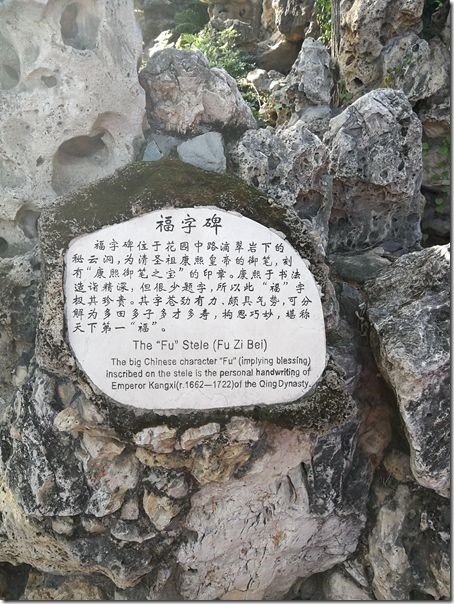 福字碑
福字碑位于花园中路滴翠岩下的
秘云洞,为清圣祖康熙皇帝的御笔,刻
有“康熙御笔之宝”的印章。康熙于书法
造诣精深,但很少题字,所以此“福”字
极其珍贵。其字苍劲有力、颇具气势,可分
解为多田多子多才多寿,构思巧妙,堪称
天下第一“福”。
The "Fu" Stele (Fu Zi Bei)
The big Chinese character "Fu" (implying blessing)
inscribed on the stele is the personal handwriting of
Emperor Kangxi(r.1662—1722)of the Qing Dynasty.